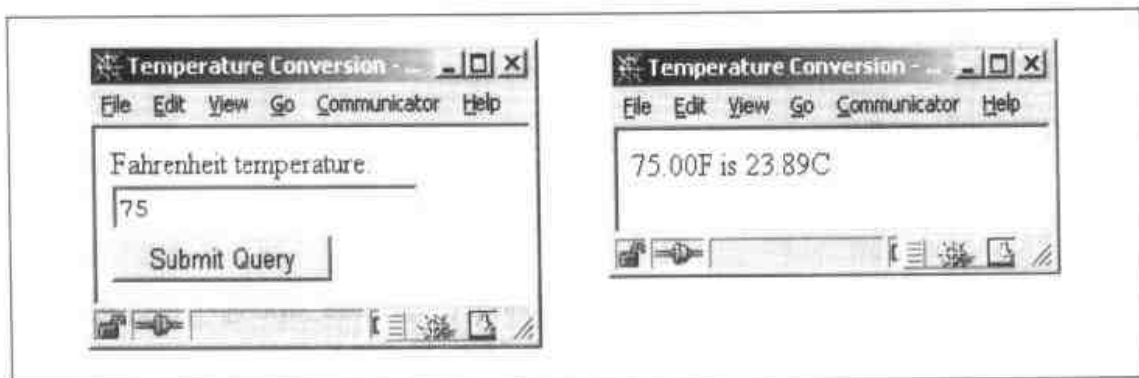 Temperature Conversion - ...
File Edit View Go Communicator Help
Fahrenheit temperature:
75
Submit Query
Temperature Conversion - ...
File Edit View Go Communicator Help
75.00F is 23.89C